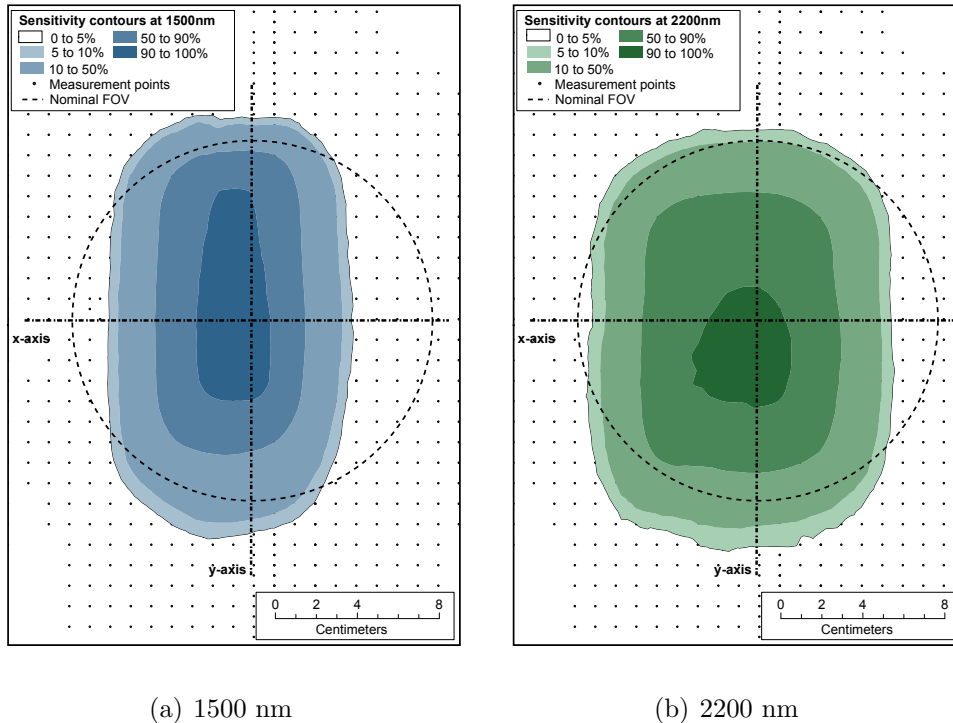 Sensitivity contours at 1500nm
0 to 5%
50 to 90%
5 to 10%
90 to 100%
10 to 50%
Measurement points
Nominal FOV
x-axis
y-axis
0 2 4 8
Centimeters
(a) 1500 nm
Sensitivity contours at 2200nm
0 to 5%
50 to 90%
5 to 10%
90 to 100%
10 to 50%
Measurement points
Nominal FOV
x-axis
y-axis
0 2 4 8
Centimeters
(b) 2200 nm